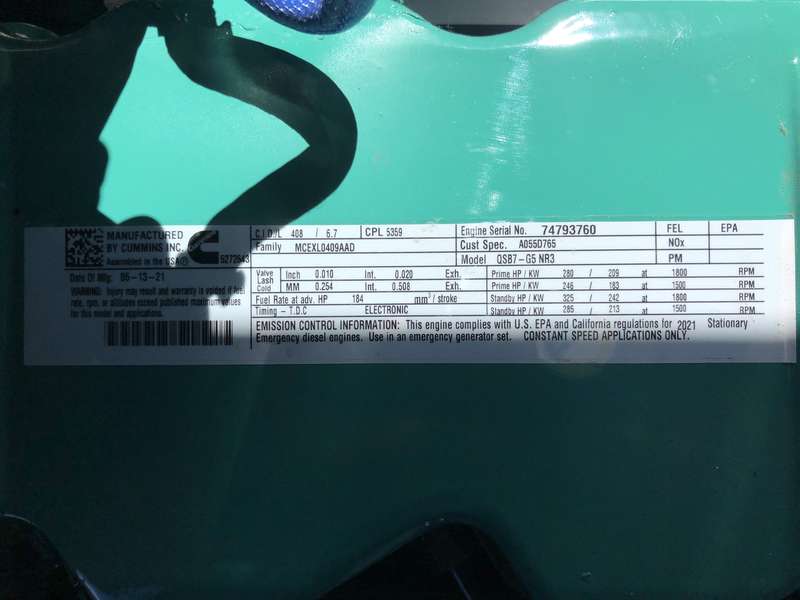 MANUFACTURED
BY CUMMINS INC.
Assembled in the USA
5272643
Date Of Mfg. 05-13-21
WARNING: Injury may result and warranty is voided if fuel
rate, rpm, or altitudes exceed published maximum values
for this model and applications.
C.I.D./L 408 / 6.7 CPL 5359
Family MCEXL0409AAD
Engine Serial No. 74793760
Cust Spec. A055D765
Model QSB7-G5 NR3
FEL EPA
NOx
PM
Valve Lash Cold
Inch 0.010 Int. 0.020 Exh.
MM 0.254 Int. 0.508 Exh.
Fuel Rate at adv. HP 184 mm³/ stroke
Timing - T.D.C ELECTRONIC
Prime HP / KW 280 / 209 at 1800 RPM
Prime HP / KW 246 / 183 at 1500 RPM
Standby HP / KW 325 / 242 at 1800 RPM
Standby HP / KW 285 / 213 at 1500 RPM
EMISSION CONTROL INFORMATION: This engine complies with U.S. EPA and California regulations for 2021 Stationary
Emergency diesel engines. Use in an emergency generator set. CONSTANT SPEED APPLICATIONS ONLY.